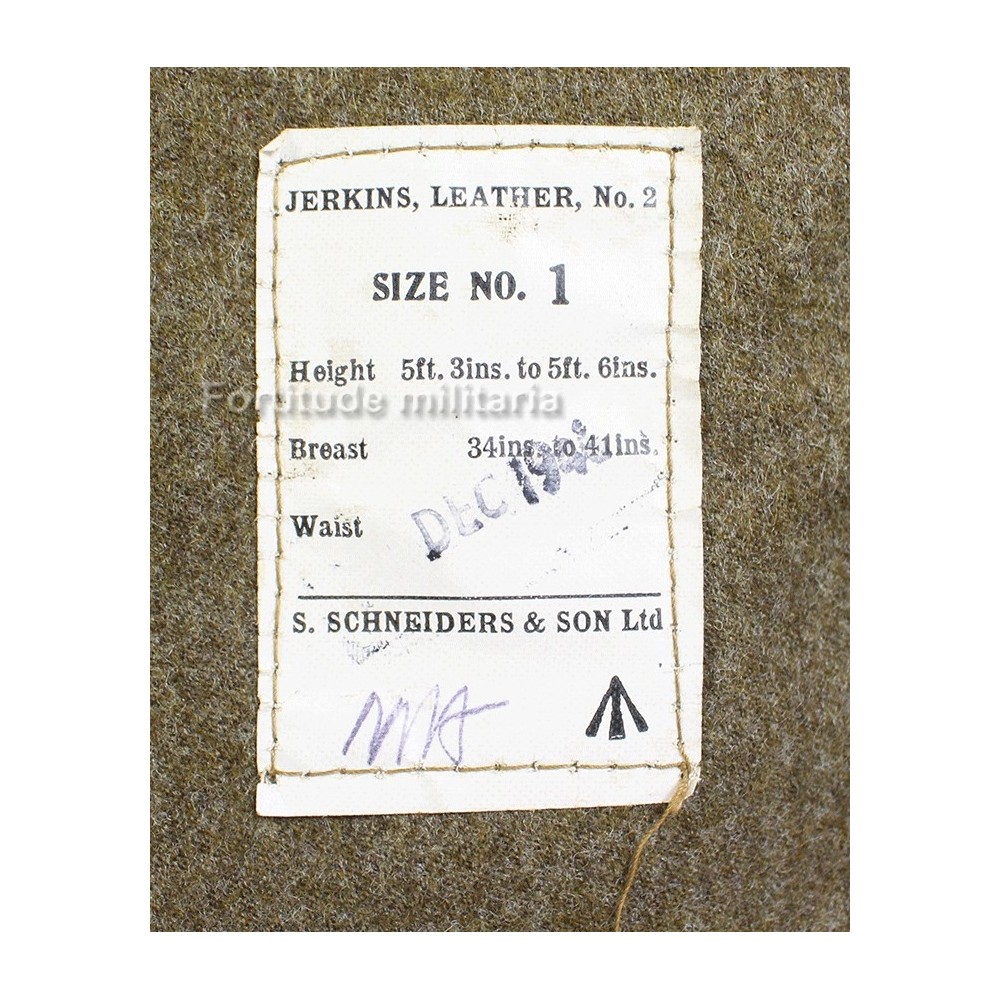 JERKINS, LEATHER, No. 2
SIZE NO. 1
Height 5ft. 3ins. to 5ft. 6ins.
Fortitude militaria
Breast 34ins. to 41ins.
DEC
Waist
S. SCHNEIDERS & SON Ltd